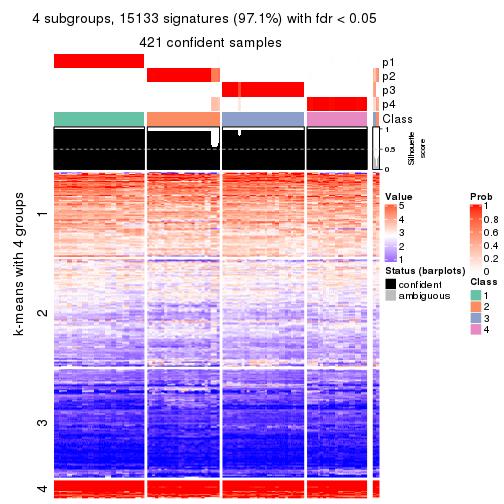 4 subgroups, 15133 signatures (97.1%) with fdr < 0.05
421 confident samples
p1
p2
p3
p4
Class
1
0.5
0
Silhouette
score
k-means with 4 groups
1
2
3
4
Value
5
4
3
2
1
Status (barplots)
confident
ambiguous
Prob
1
0.8
0.6
0.4
0.2
0
Class
1
2
3
4